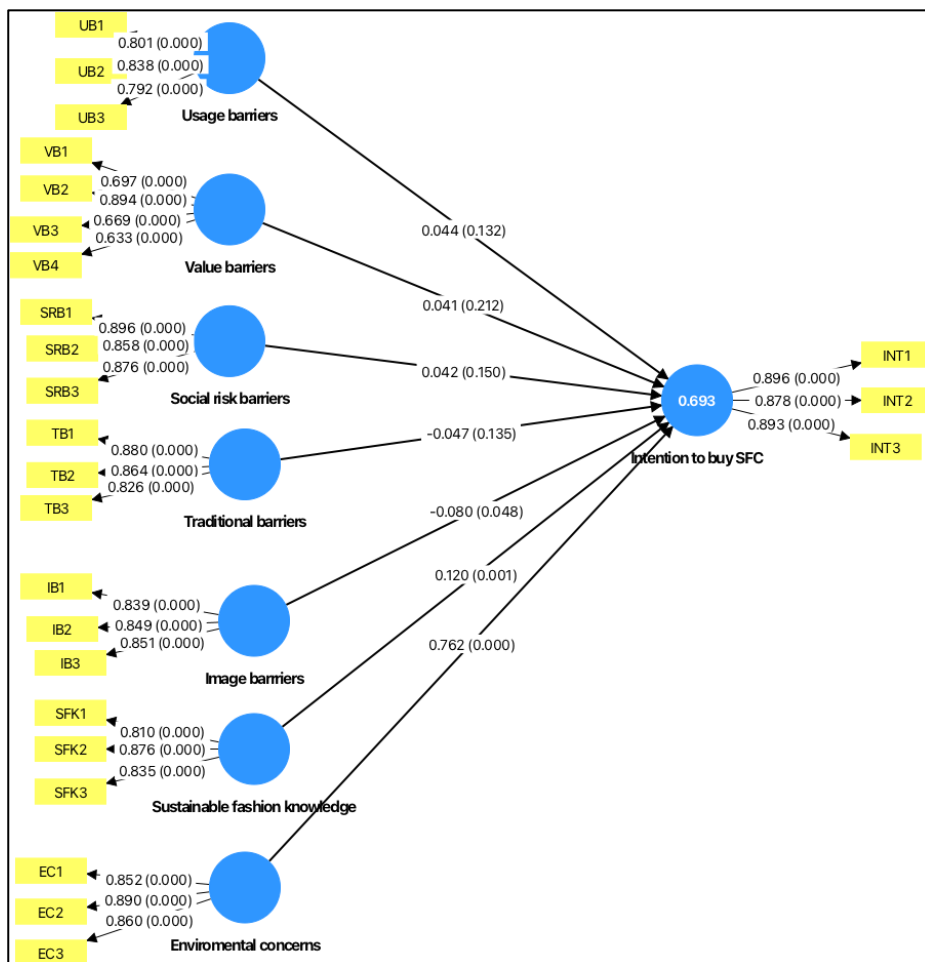 UB1
0.801 (0.000)
UB2
0.838 (0.000)
0.792 (0.000)
UB3
Usage barriers
VB1
0.697 (0.000)
VB2
0.894 (0.000)
VB3
0.669 (0.000)
0.633 (0.000)
VB4
Value barriers
SRB1
0.896 (0.000)
SRB2
0.858 (0.000)
0.876 (0.000)
SRB3
Social risk barriers
TB1
0.880 (0.000)
TB2
0.864 (0.000)
0.826 (0.000)
TB3
Traditional barriers
IB1
0.839 (0.000)
IB2
0.849 (0.000)
0.851 (0.000)
IB3
Image barrriers
SFK1
0.810 (0.000)
SFK2
0.876 (0.000)
0.835 (0.000)
SFK3
Sustainable fashion knowledge
EC1
0.852 (0.000)
0.890 (0.000)
EC2
0.860 (0.000)
EC3
Enviromental concerns
0.044 (0.132)
0.041 (0.212)
0.042 (0.150)
-0.047 (0.135)
-0.080 (0.048)
0.120 (0.001)
0.762 (0.000)
0.693
Intention to buy SFC
INT1
0.896 (0.000)
INT2
0.878 (0.000)
0.893 (0.000)
INT3